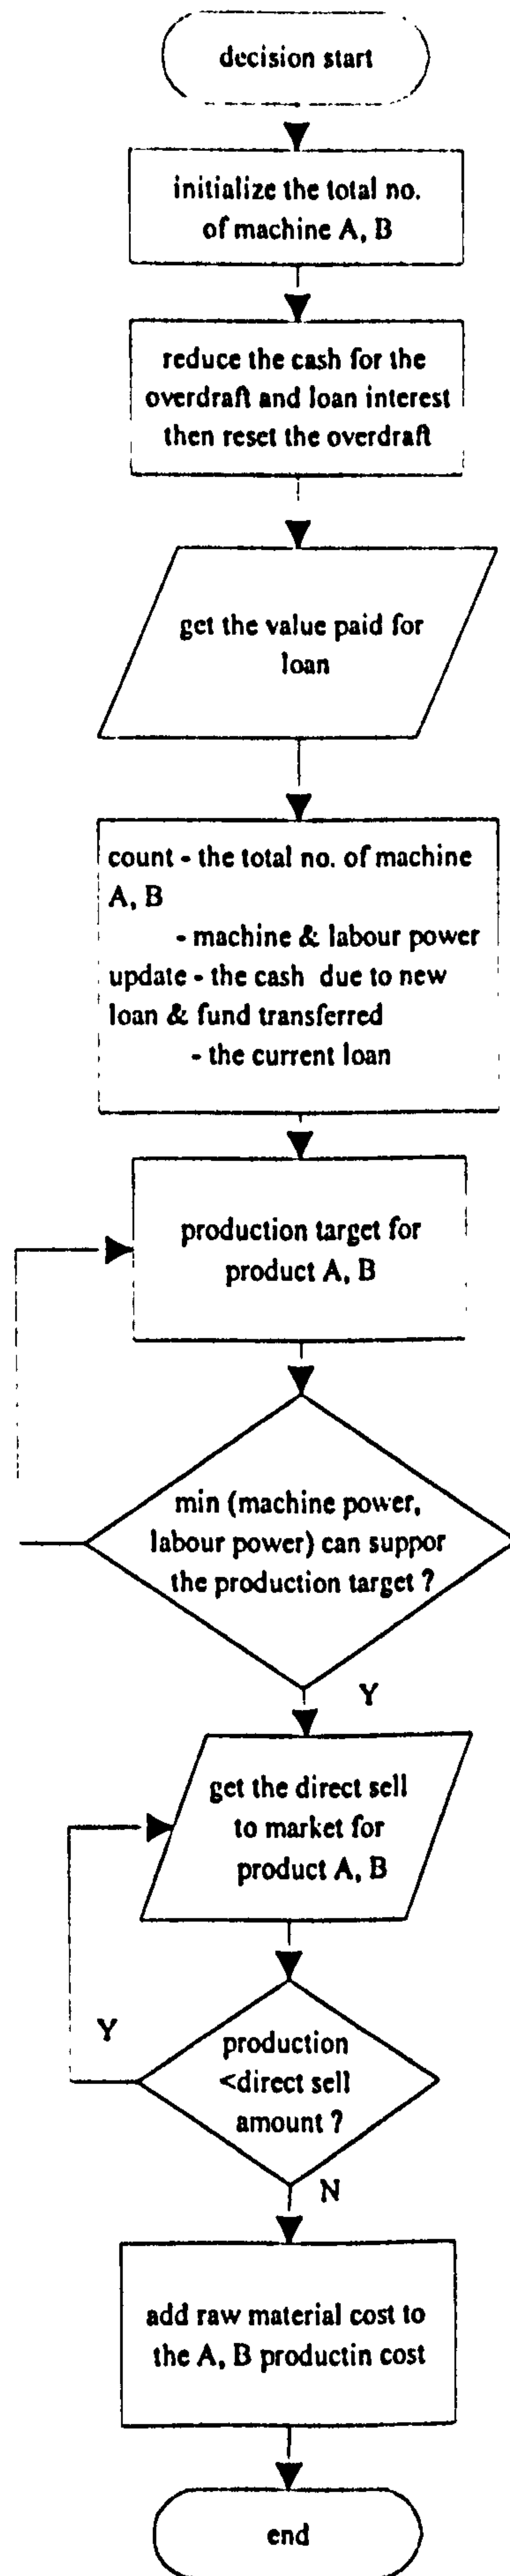 decision start
initialize the total no.
of machine A, B
reduce the cash for the
overdraft and loan interest
then reset the overdraft
get the value paid for
loan
count - the total no. of machine
A, B
- machine & labour power
update - the cash due to new
loan & fund transferred
- the current loan
production target for
product A, B
min (machine power,
labour power) can suppor
the production target ?
Y
get the direct sell
to market for
product A, B
Y
production
<direct sell
amount ?
N
add raw material cost to
the A, B productin cost
end